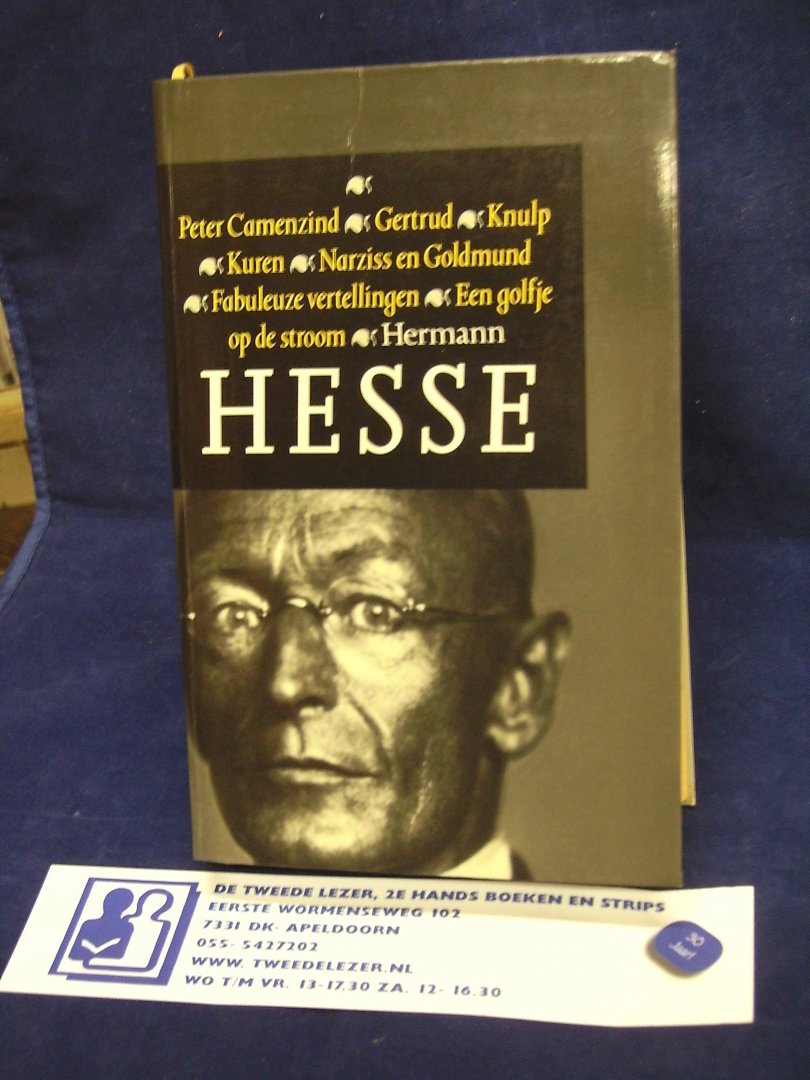 Peter Camenzind Gertrud Knulp
Kuren Narziss en Goldmund
Fabuleuze vertellingen Een golfje
op de stroom Hermann
HESSE
DE TWEEDE LEZER, 2E HANDS BOEKEN EN STRIPS
EERSTE WORMENSEWEG 102
7331 DK- APELDOORN
055- 5427202
WWW. TWEEDELEZER.NL
WO T/M VR. 13-17.30 ZA. 12- 16.30
30
Jaar!